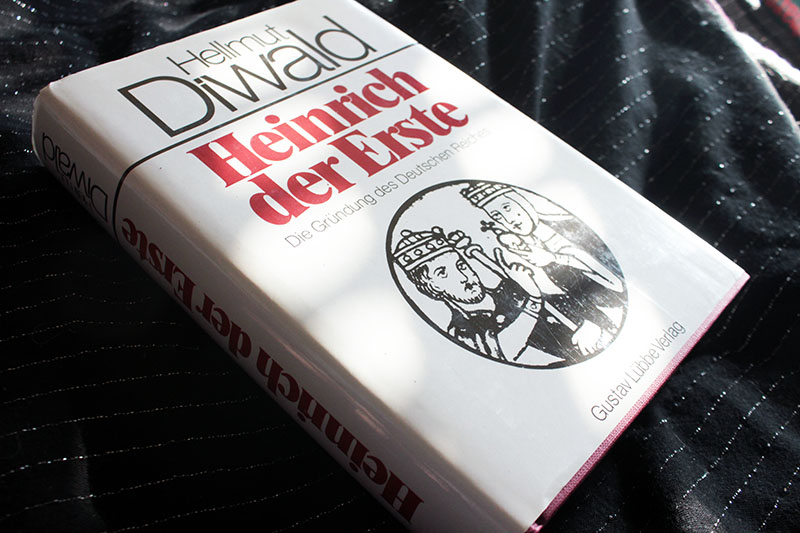 Hellmut
Diwald
Heinrich
der Erste
Die Gründung des Deutschen Reiches
Gustav Lübbe Verlag
Diwald
Heinrich der Erste